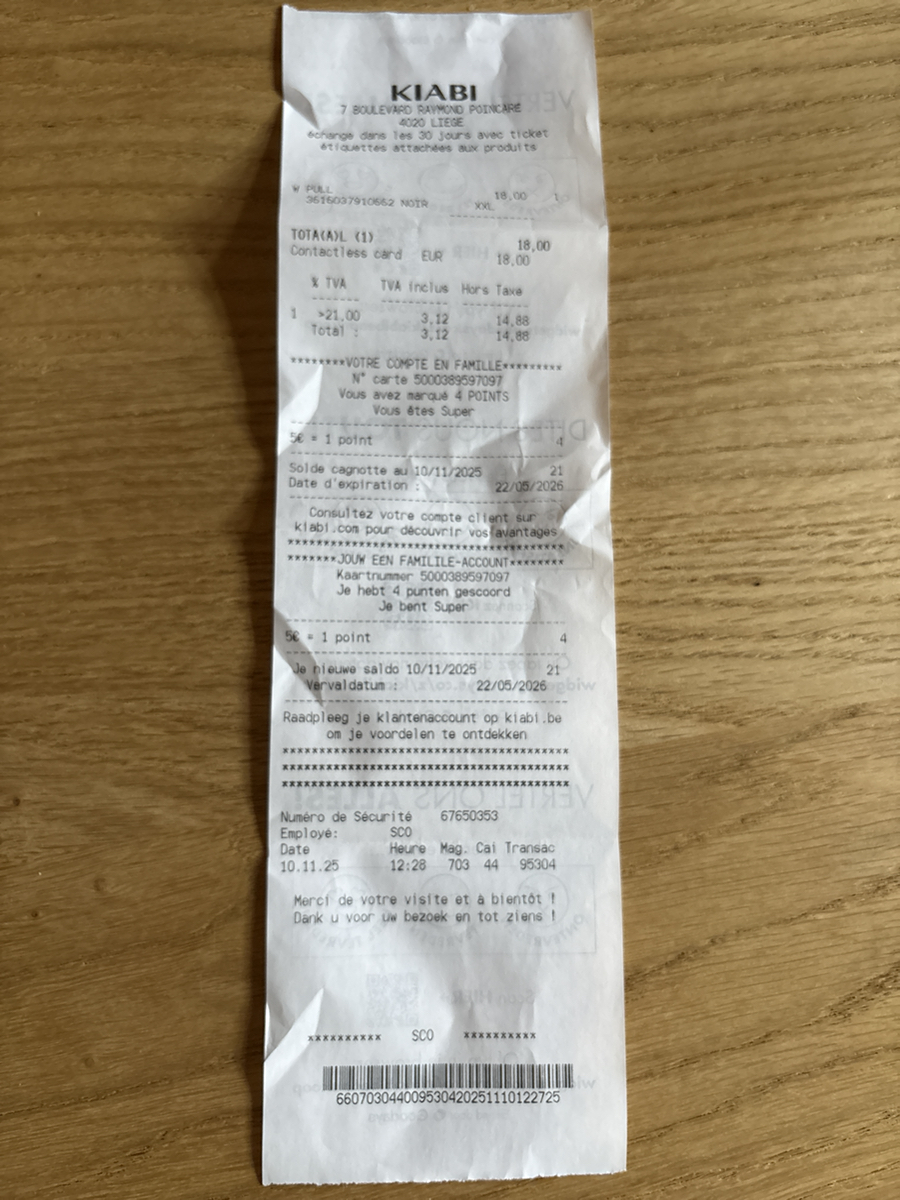 KIABI
7 BOULEVARD RAYMOND POINCARE
4020 LIEGE
échange dans les 30 jours avec ticket
étiquettes attachées aux produits
W PULL 18,00 1
3616037910552 NOIR XXL
------------
TOTA(A)L (1) 18,00
Contactless card EUR 18,00
% TVA TVA inclus Hors Taxe
------- ---------- ---------
1 >21,00 3,12 14,88
Total : 3,12 14,88
********VOTRE COMPTE EN FAMILLE*********
N° carte 5000389597097
Vous avez marqué 4 POINTS
Vous êtes Super
----------------------------------------
5€ = 1 point 4
----------------------------------------
Solde cagnotte au 10/11/2025 21
Date d'expiration : 22/05/2026
----------------------------------------
Consultez votre compte client sur
kiabi.com pour découvrir vos avantages
****************************************
*******JOUW EEN FAMILILE-ACCOUNT********
Kaartnummer 5000389597097
Je hebt 4 punten gescoord
Je bent Super
----------------------------------------
5€ = 1 point 4
----------------------------------------
Je nieuwe saldo 10/11/2025 21
Vervaldatum : 22/05/2026
----------------------------------------
Raadpleeg je klantenaccount op kiabi.be
om je voordelen te ontdekken
****************************************
****************************************
****************************************
Numéro de Sécurité 67650353
Employé: SCO
Date Heure Mag. Cai Transac
10.11.25 12:28 703 44 95304
Merci de votre visite et à bientôt !
Dank u voor uw bezoek en tot ziens !
********** SCO **********
660703044009530420251110122725